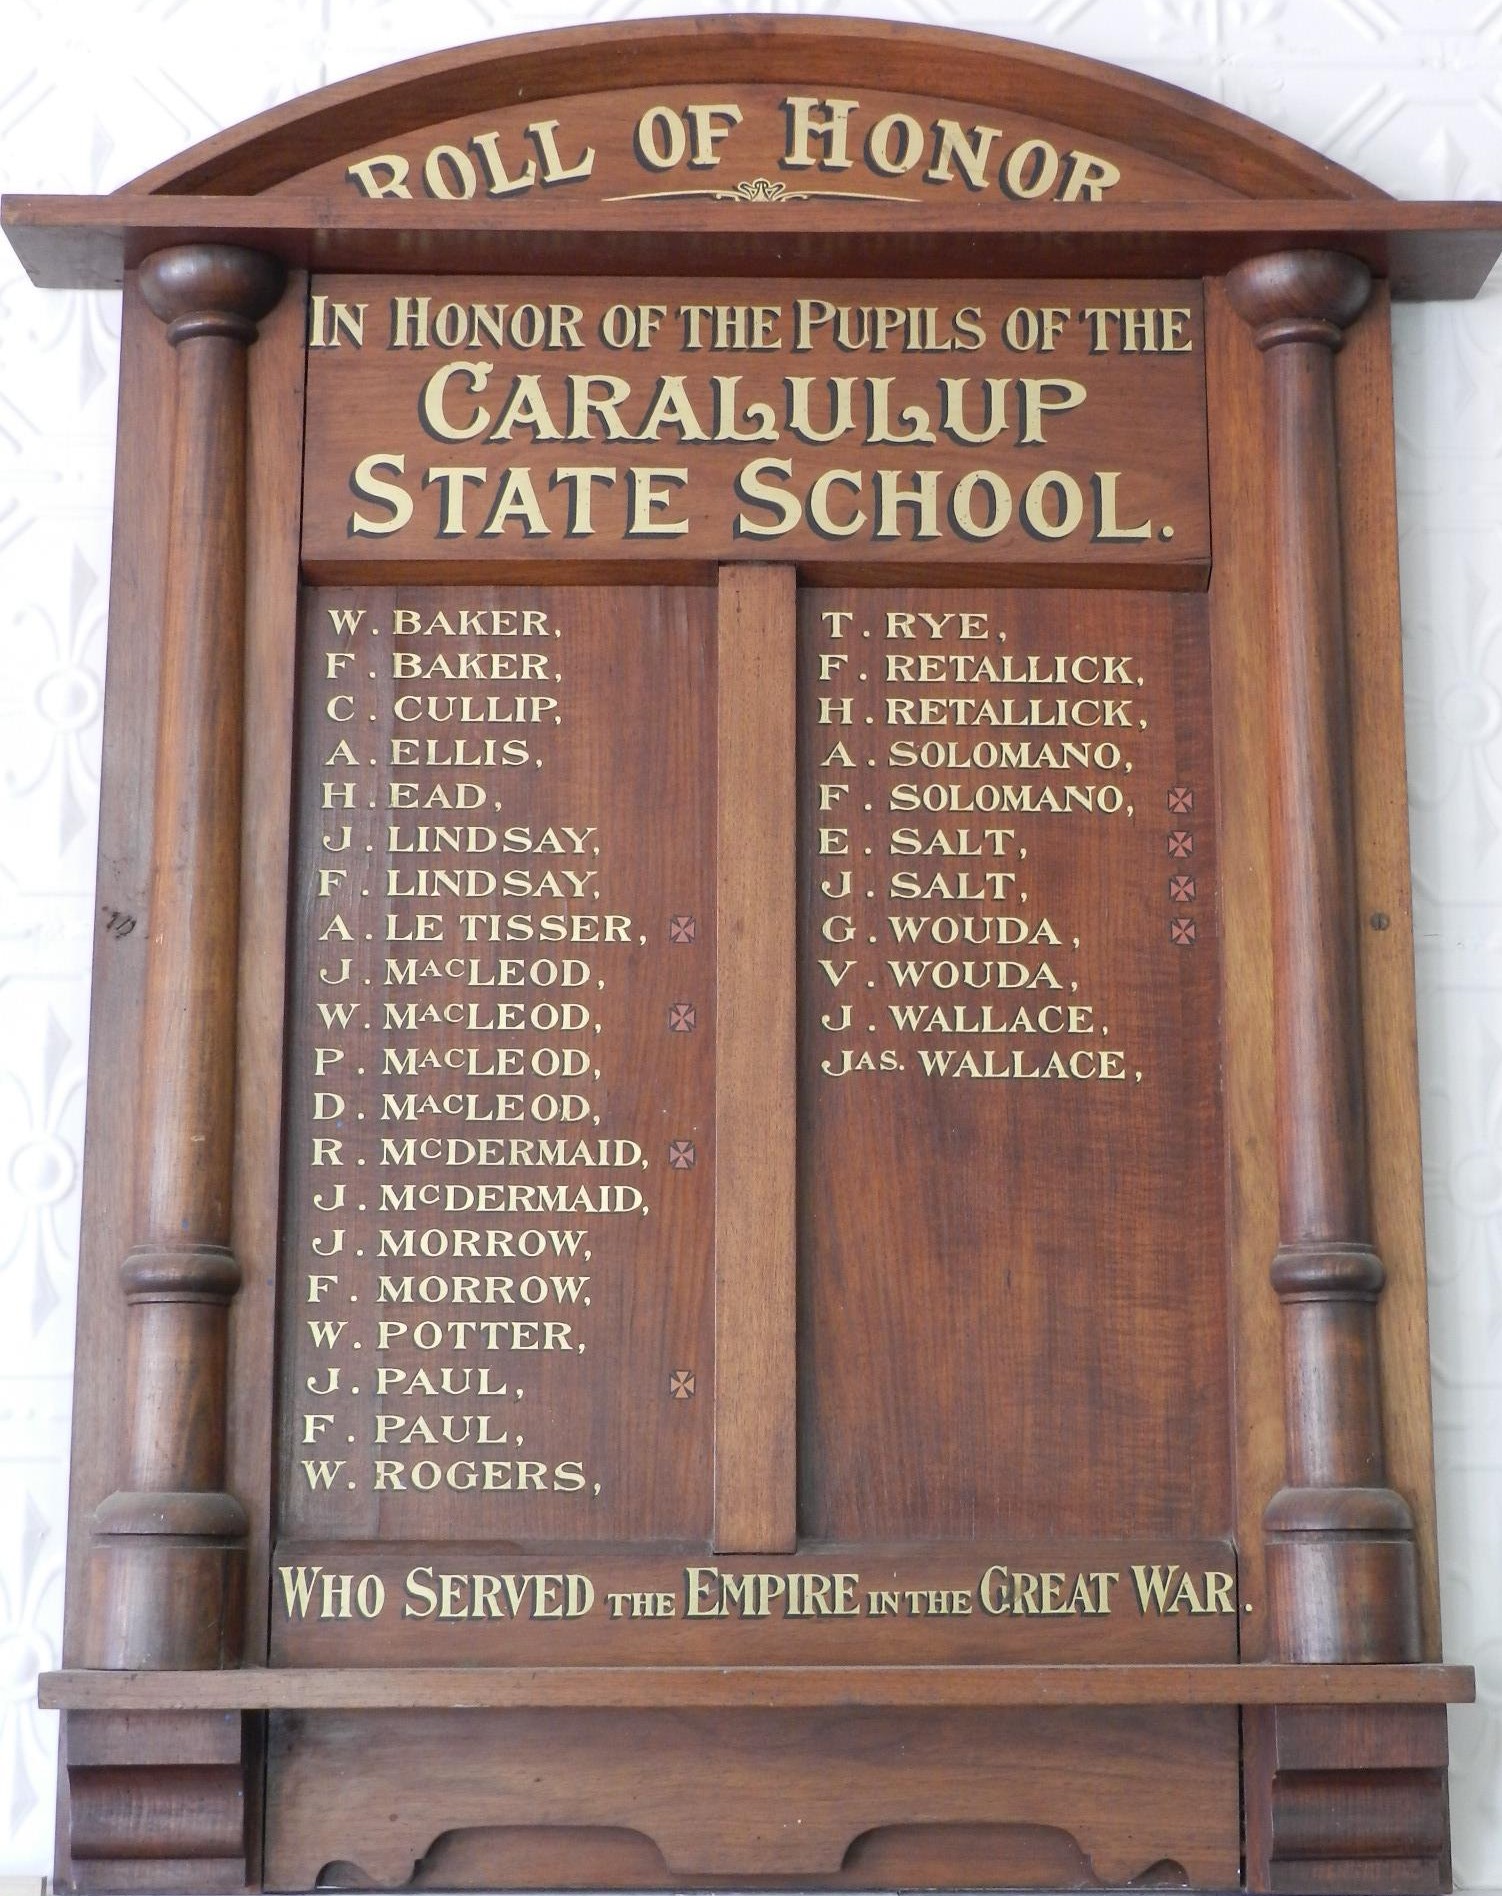 ROLL OF HONOR
IN HONOR OF THE PUPILS OF THE
CARALULUP
STATE SCHOOL.
W. BAKER,
F. BAKER,
C. CULLIP,
A. ELLIS,
H. EAD,
J. LINDSAY,
F. LINDSAY,
A. LE TISSER,
J. MACLEOD,
W. MACLEOD,
P. MACLEOD,
D. MACLEOD,
R. MCDERMAID,
J. MCDERMAID,
J. MORROW,
F. MORROW,
W. POTTER,
J. PAUL,
F. PAUL,
W. ROGERS,
T. RYE,
F. RETALLICK,
H. RETALLICK,
A. SOLOMANO,
F. SOLOMANO,
E. SALT,
J. SALT,
G. WOUDA,
V. WOUDA,
J. WALLACE,
JAS. WALLACE,
WHO SERVED THE EMPIRE IN THE GREAT WAR.